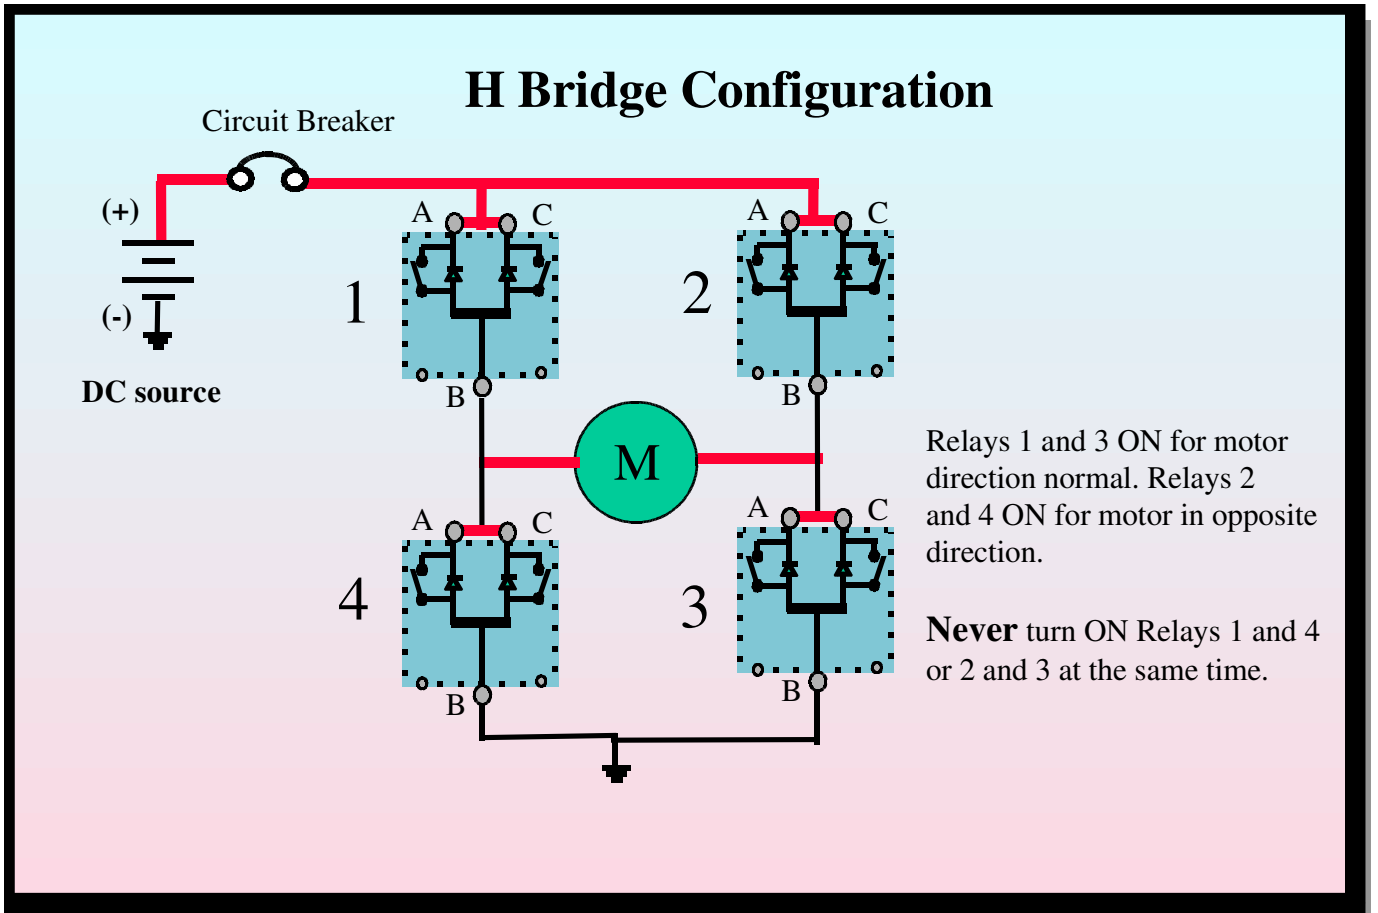 H Bridge Configuration
Circuit Breaker
(+)
(-)
DC source
A
C
1
B
A
C
2
B
M
A
C
4
B
A
C
3
B
Relays 1 and 3 ON for motor
direction normal. Relays 2
and 4 ON for motor in opposite
direction.
Never turn ON Relays 1 and 4
or 2 and 3 at the same time.